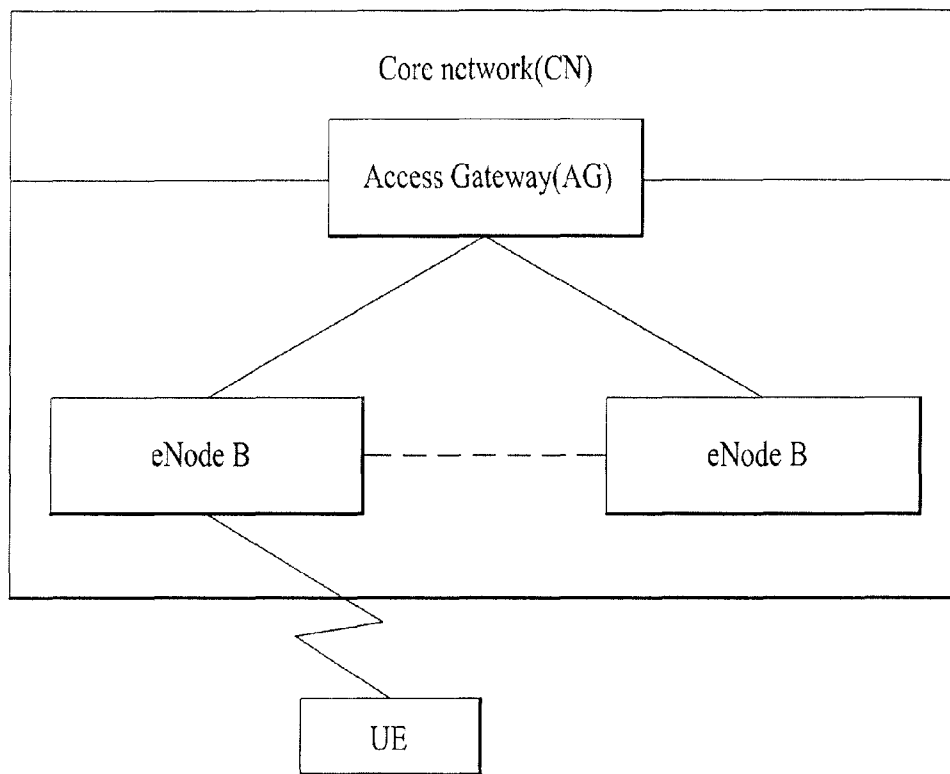 Core network(CN)
Access Gateway(AG)
eNode B
eNode B
UE